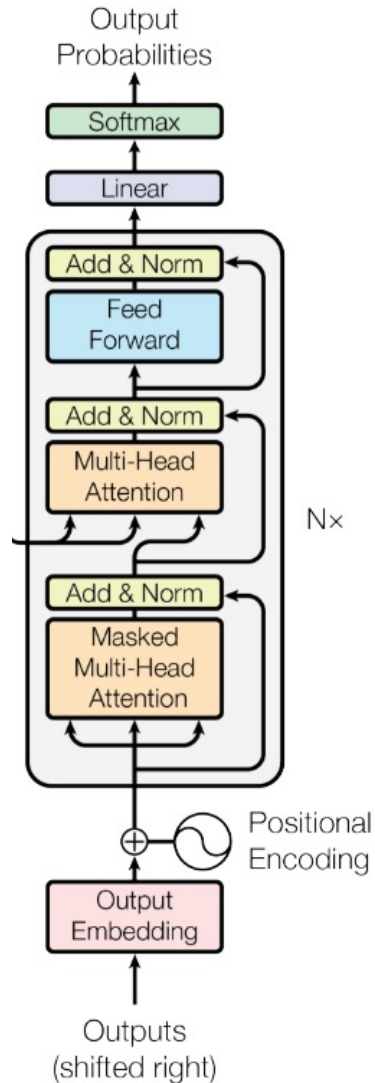 Output
Probabilities
Softmax
Linear
Add & Norm
Feed
Forward
Add & Norm
Multi-Head
Attention
N×
Add & Norm
Masked
Multi-Head
Attention
Positional
Encoding
Output
Embedding
Outputs
(shifted right)